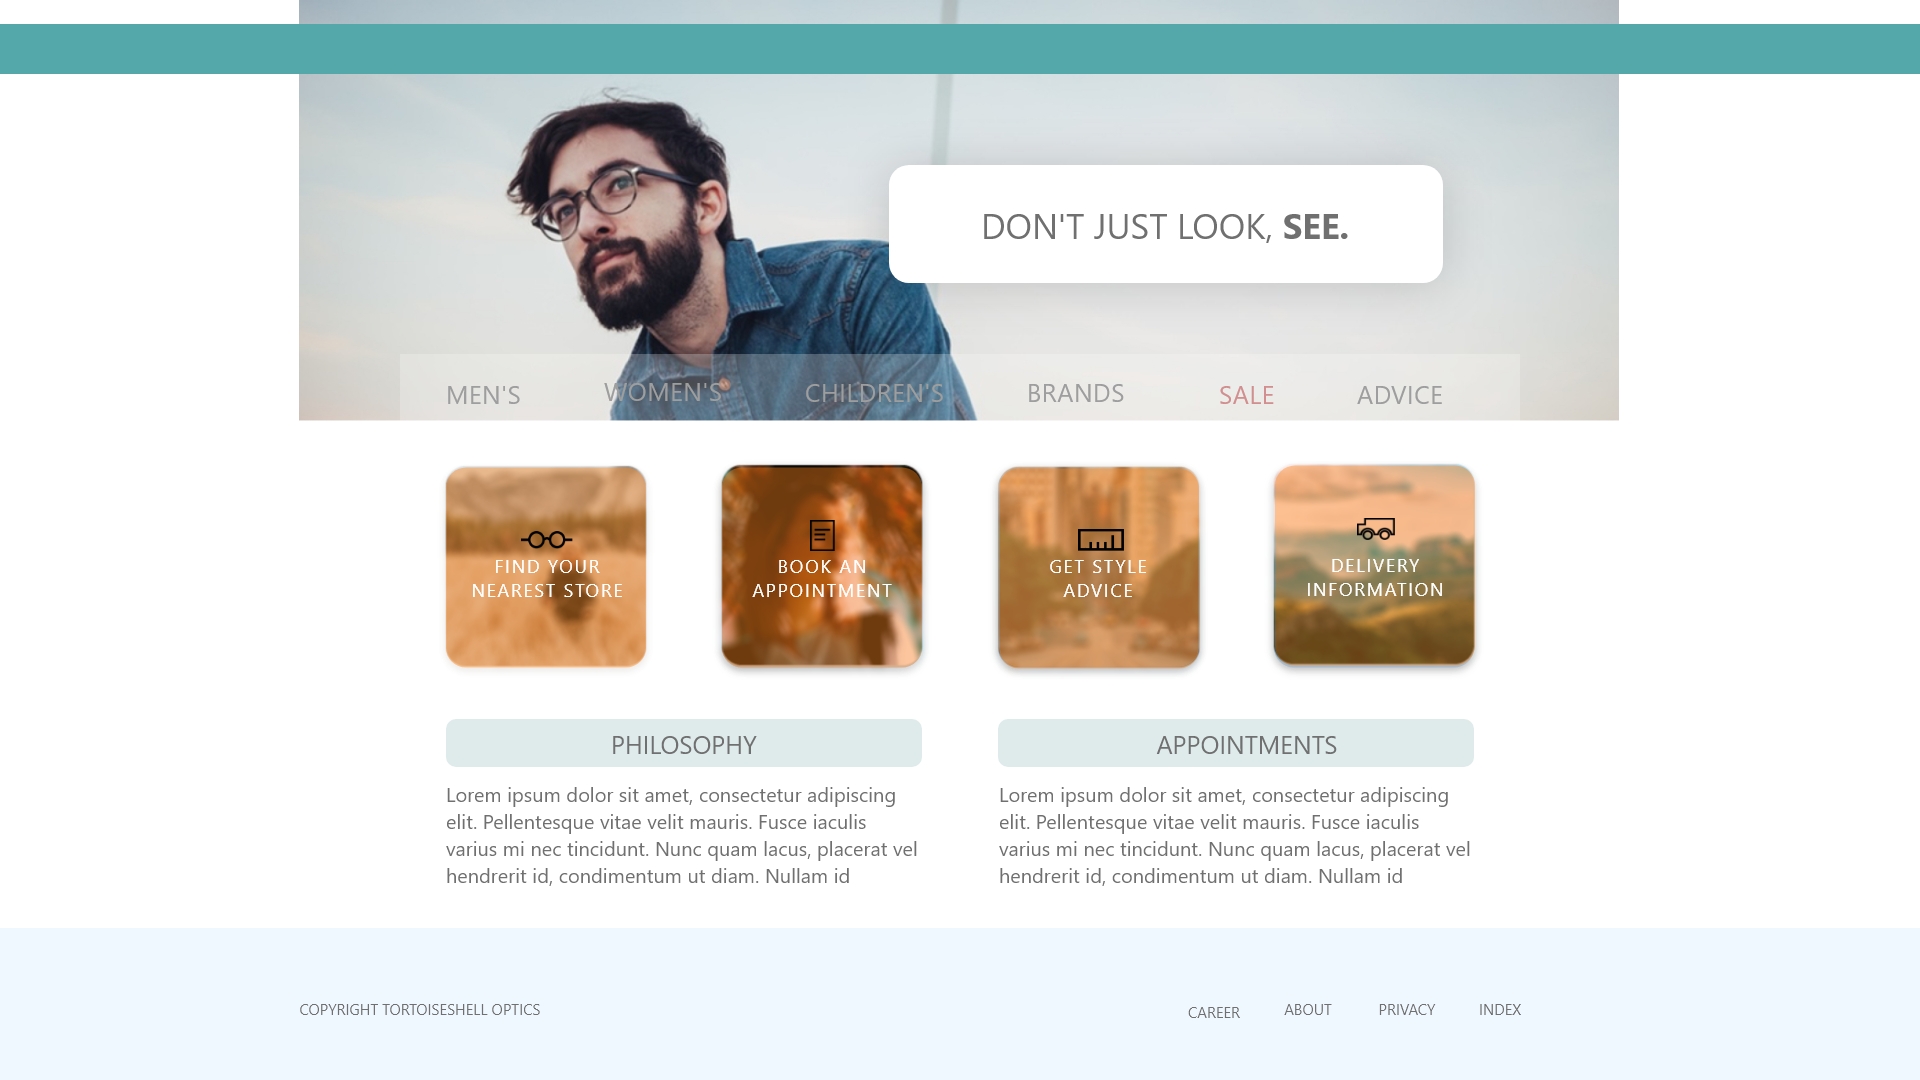 DON'T JUST LOOK, SEE.
MEN'S WOMEN'S CHILDREN'S BRANDS SALE ADVICE
FIND YOUR
NEAREST STORE
BOOK AN
APPOINTMENT
GET STYLE
ADVICE
DELIVERY
INFORMATION
PHILOSOPHY
Lorem ipsum dolor sit amet, consectetur adipiscing
elit. Pellentesque vitae velit mauris. Fusce iaculis
varius mi nec tincidunt. Nunc quam lacus, placerat vel
hendrerit id, condimentum ut diam. Nullam id
APPOINTMENTS
Lorem ipsum dolor sit amet, consectetur adipiscing
elit. Pellentesque vitae velit mauris. Fusce iaculis
varius mi nec tincidunt. Nunc quam lacus, placerat vel
hendrerit id, condimentum ut diam. Nullam id
COPYRIGHT TORTOISESHELL OPTICS
CAREER ABOUT PRIVACY INDEX